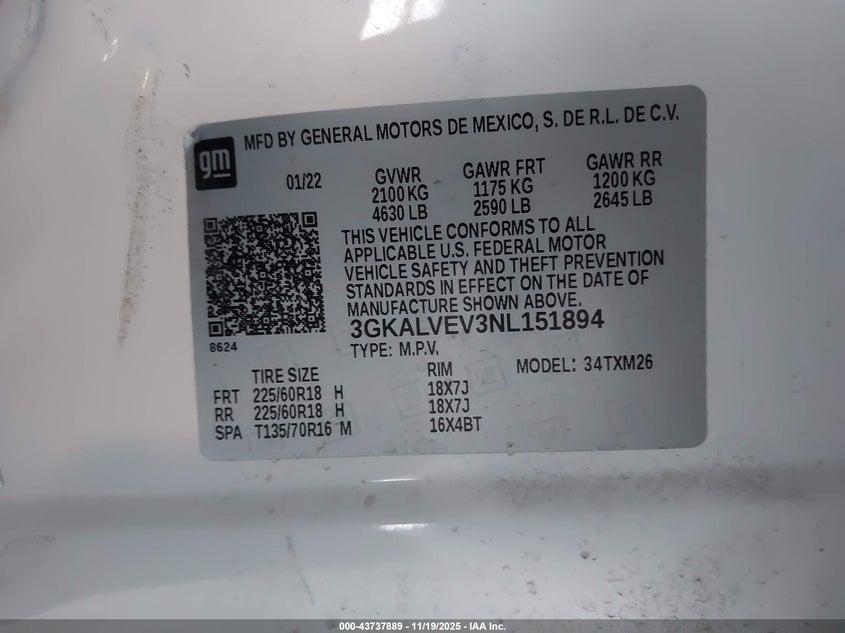 MFD BY GENERAL MOTORS DE MEXICO, S. DE R.L. DE C.V.
gm
01/22
GVWR GAWR FRT GAWR RR
2100 KG 1175 KG 1200 KG
4630 LB 2590 LB 2645 LB
THIS VEHICLE CONFORMS TO ALL
APPLICABLE U.S. FEDERAL MOTOR
VEHICLE SAFETY AND THEFT PREVENTION
STANDARDS IN EFFECT ON THE DATE OF
MANUFACTURE SHOWN ABOVE.
3GKALVEV3NL151894
8624
TYPE: M.P.V. MODEL: 34TXM26
TIRE SIZE RIM
FRT 225/60R18 H 18X7J
RR 225/60R18 H 18X7J
SPA T135/70R16 M 16X4BT
000-43737889 - 11/19/2025 - IAA Inc.